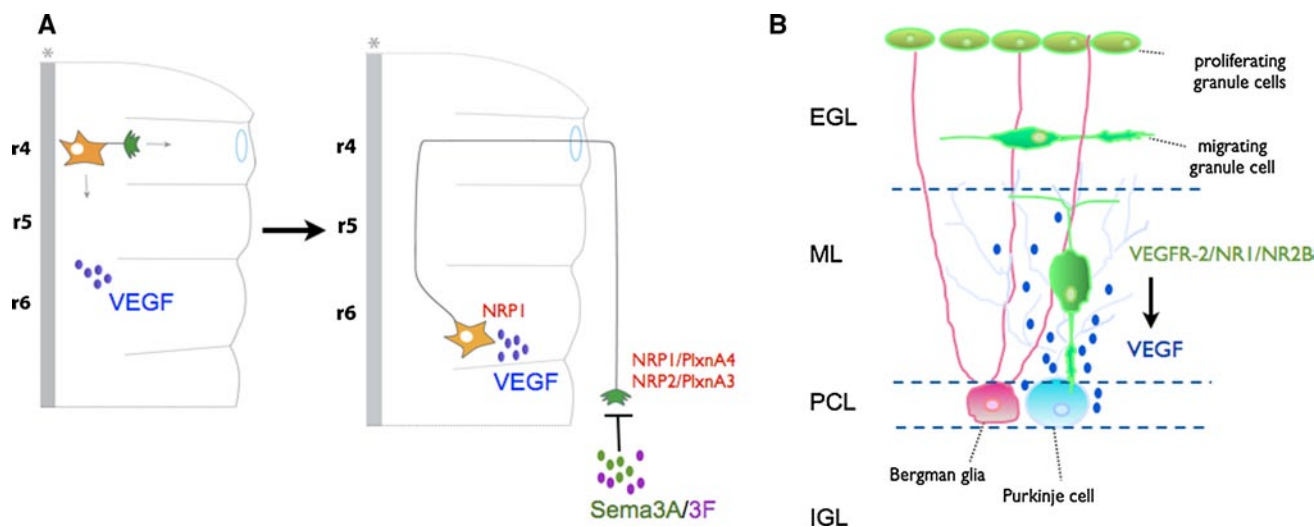 A
*
r4
r5
r6
VEGF
*
r4
r5
r6
NRP1
VEGF
NRP1/PlxnA4
NRP2/PlxnA3
Sema3A/3F
B
proliferating
granule cells
EGL
migrating
granule cell
ML
VEGFR-2/NR1/NR2B
VEGF
PCL
Bergman glia
Purkinje cell
IGL